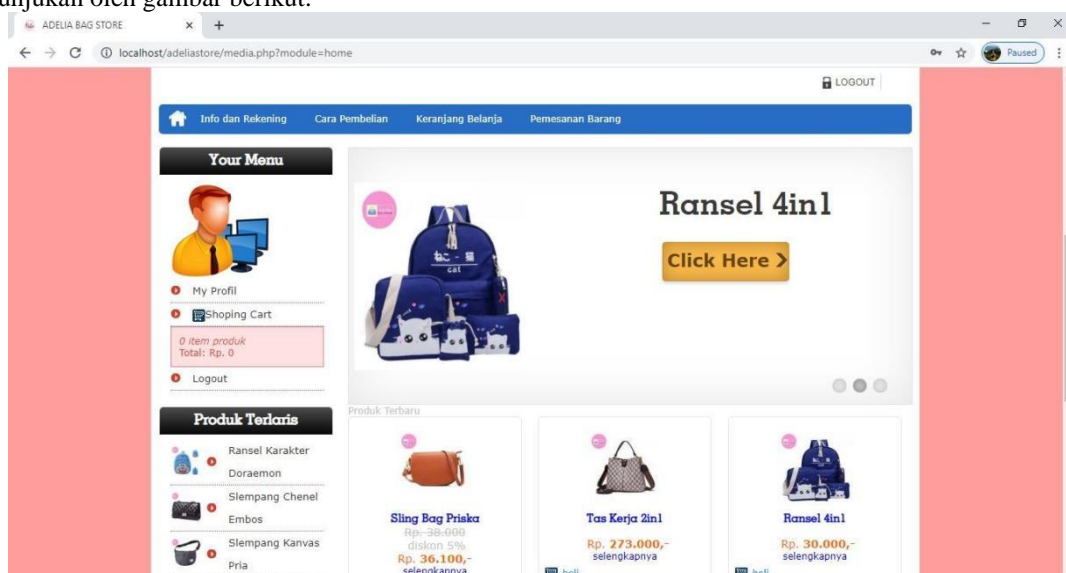 unjukan oleh gambar berikut.
ADELIA BAG STORE
localhost/adeliastore/media.php?module=home
Paused
LOGOUT
Info dan Rekening
Cara Pembelian
Keranjang Belanja
Pemesanan Barang
Your Menu
My Profil
Shoping Cart
0 item produk
Total: Rp. 0
Logout
Ransel 4in1
Click Here
ねこ - 猫
cat
Produk Terlaris
Ransel Karakter
Doraemon
Slempang Chenel
Embos
Slempang Kanvas
Pria
Produk Terbaru
Sling Bag Priska
Rp. 38.000
diskon 5%
Rp. 36.100,-
selengkapnya
Tas Kerja 2in1
Rp. 273.000,-
selengkapnya
beli
Ransel 4in1
Rp. 30.000,-
selengkapnya
beli